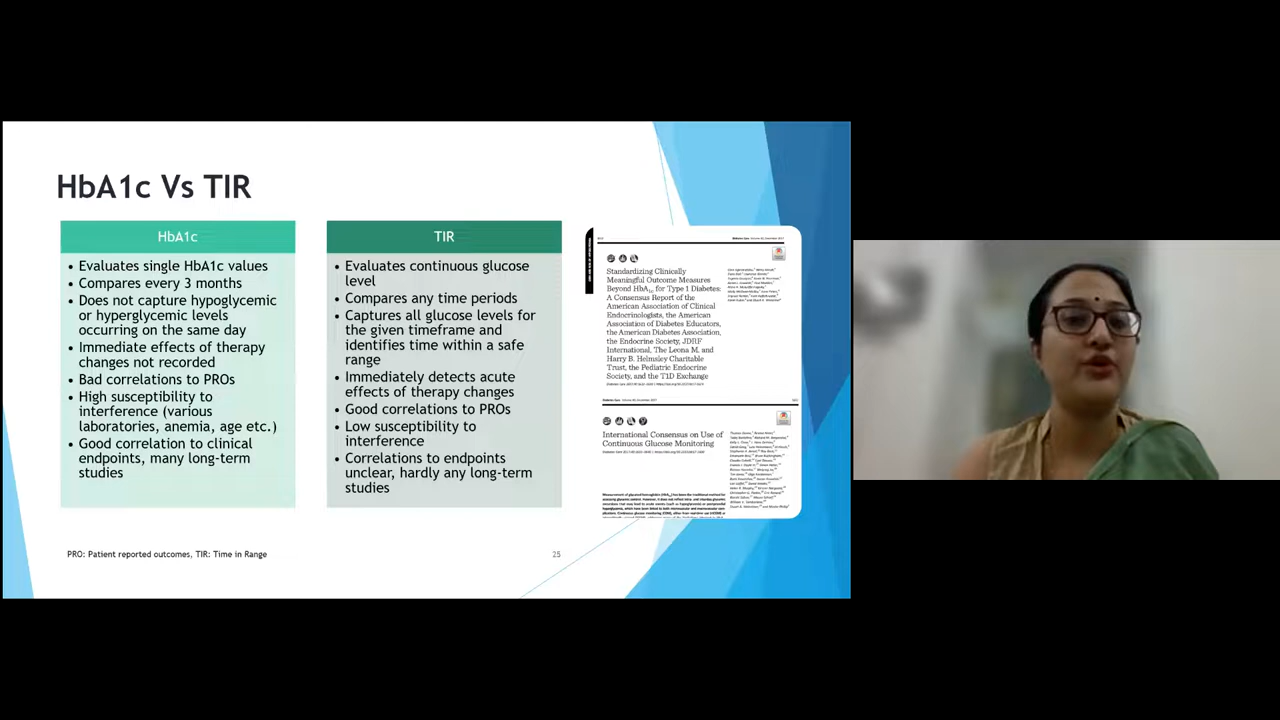 HbA1c Vs TIR
HbA1c
• Evaluates single HbA1c values
• Compares every 3 months
• Does not capture hypoglycemic
or hyperglycemic levels
occurring on the same day
• Immediate effects of therapy
changes not recorded
• Bad correlations to PROs
• High susceptibility to
interference (various
laboratories, anemia, age etc.)
• Good correlation to clinical
endpoints, many long-term
studies
TIR
• Evaluates continuous glucose
level
• Compares any time periods
• Captures all glucose levels for
the given timeframe and
identifies time within a safe
range
• Immediately detects acute
effects of therapy changes
• Good correlations to PROs
• Low susceptibility to
interference
• Correlations to endpoints
unclear, hardly any long-term
studies
Standardizing Clinically
Meaningful Outcome Measures
Beyond HbA1c for Type 1 Diabetes:
A Consensus Report of the
American Association of Clinical
Endocrinologists, the American
Association of Diabetes Educators,
the American Diabetes Association,
the Endocrine Society, JDRF
International, The Leona M. and
Harry B. Helmsley Charitable
Trust, the Pediatric Endocrine
Society, and the T1D Exchange
International Consensus on Use of
Continuous Glucose Monitoring
PRO: Patient reported outcomes, TIR: Time in Range
25